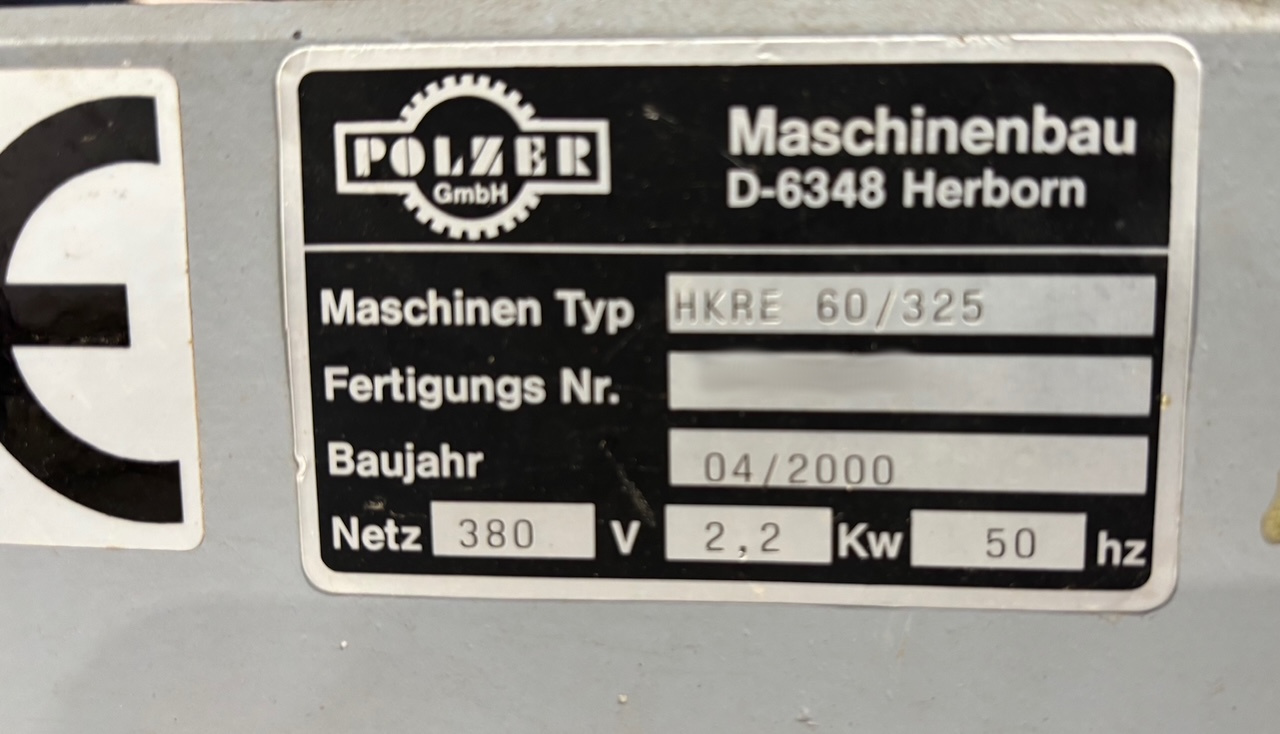 POLZER
GmbH
Maschinenbau
D-6348 Herborn
Maschinen Typ HKRE 60/325
Fertigungs Nr.
Baujahr 04/2000
Netz 380 V 2,2 Kw 50 hz
CE